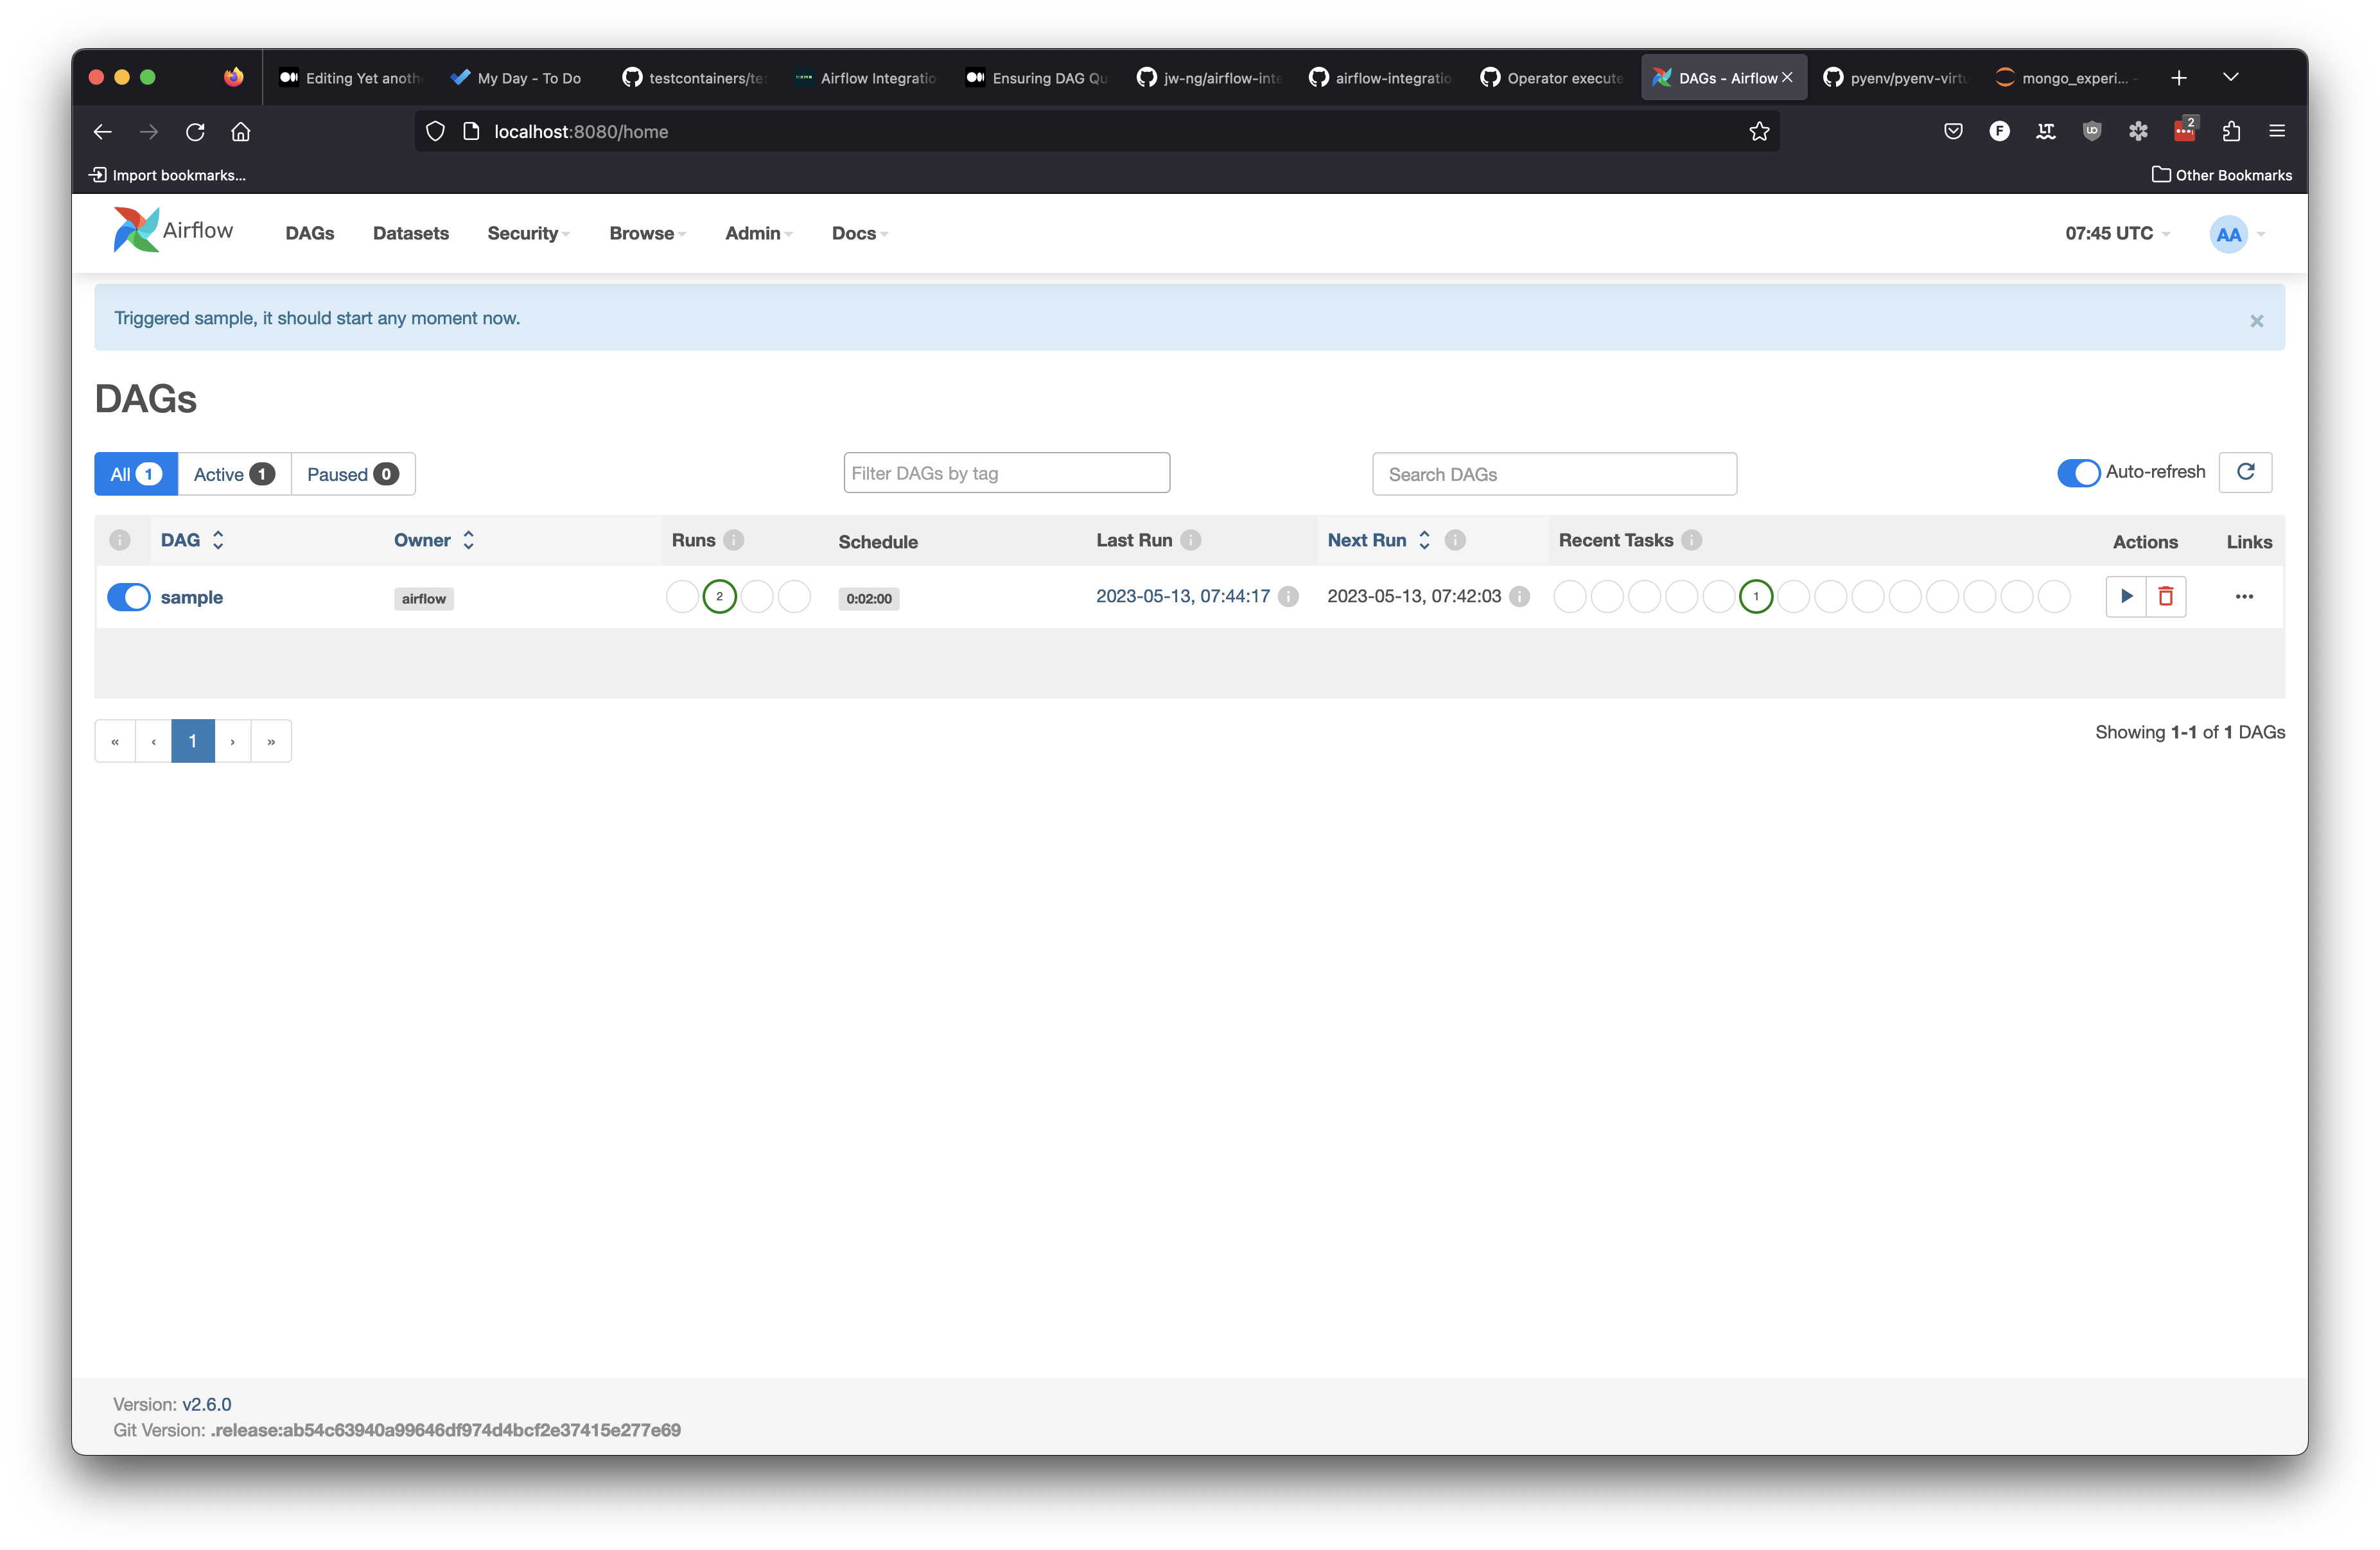 Editing Yet anoth
My Day - To Do
testcontainers/te
Airflow Integratio
Ensuring DAG Qu
jw-ng/airflow-inte
airflow-integratio
Operator execute
DAGs - Airflow
pyenv/pyenv-virtu
mongo_experi... -
localhost:8080/home
2
Import bookmarks...
Other Bookmarks
Airflow
DAGs
Datasets
Security
Browse
Admin
Docs
07:45 UTC
AA
Triggered sample, it should start any moment now.
DAGs
All 1
Active 1
Paused 0
Filter DAGs by tag
Search DAGs
Auto-refresh
DAG
Owner
Runs
Schedule
Last Run
Next Run
Recent Tasks
Actions
Links
sample
airflow
2
0:02:00
2023-05-13, 07:44:17
2023-05-13, 07:42:03
1
« ‹ 1 › »
Showing 1-1 of 1 DAGs
Version: v2.6.0
Git Version: .release:ab54c63940a99646df974d4bcf2e37415e277e69